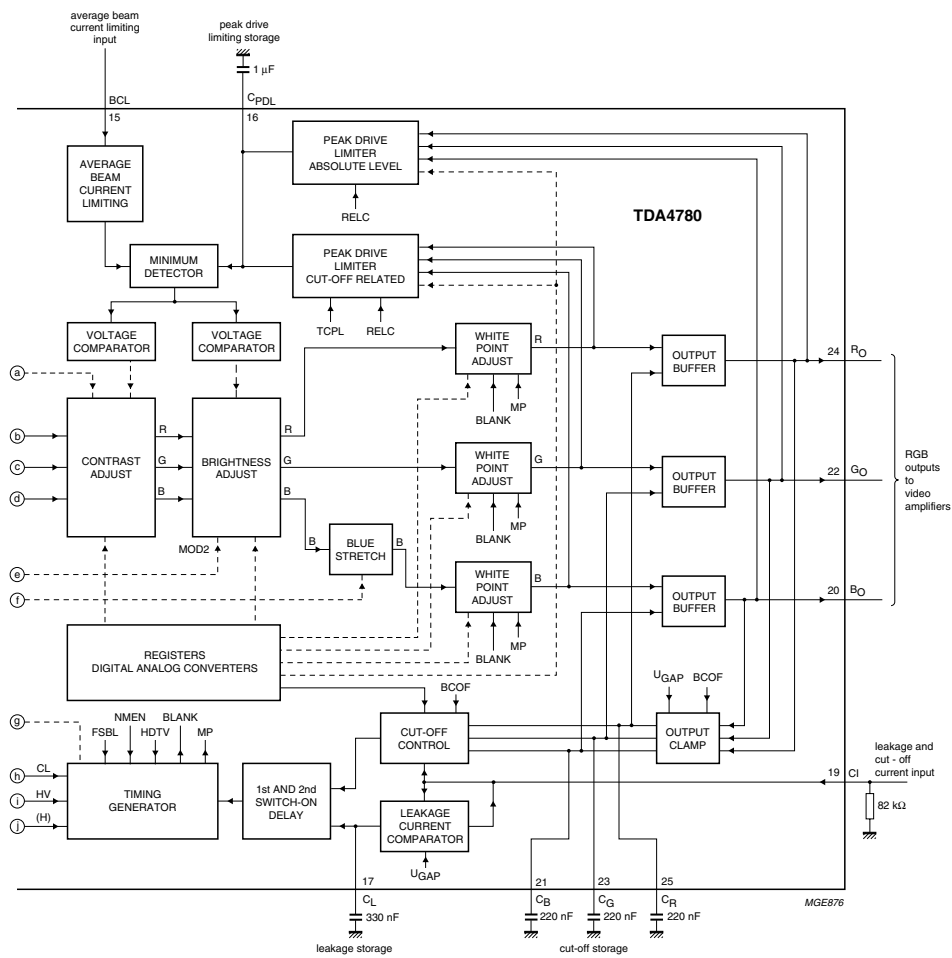 average beam
current limiting
input
peak drive
limiting storage
1 µF
BCL
CPDL
15
16
AVERAGE
BEAM
CURRENT
LIMITING
PEAK DRIVE
LIMITER
ABSOLUTE LEVEL
RELC
TDA4780
MINIMUM
DETECTOR
PEAK DRIVE
LIMITER
CUT-OFF RELATED
TCPL
RELC
VOLTAGE
COMPARATOR
VOLTAGE
COMPARATOR
WHITE
POINT
ADJUST
R
BLANK
MP
OUTPUT
BUFFER
24
RO
a
b
c
d
CONTRAST
ADJUST
R
G
B
BRIGHTNESS
ADJUST
R
G
B
WHITE
POINT
ADJUST
G
BLANK
MP
OUTPUT
BUFFER
22
GO
RGB
outputs
to
video
amplifiers
MOD2
e
f
B
BLUE
STRETCH
B
WHITE
POINT
ADJUST
B
BLANK
MP
OUTPUT
BUFFER
20
BO
REGISTERS
DIGITAL ANALOG CONVERTERS
g
FSBL
NMEN
HDTV
BLANK
MP
h
CL
i
HV
j
(H)
TIMING
GENERATOR
1st AND 2nd
SWITCH-ON
DELAY
BCOF
CUT-OFF
CONTROL
LEAKAGE
CURRENT
COMPARATOR
UGAP
UGAP
BCOF
OUTPUT
CLAMP
19
CI
leakage and
cut - off
current input
82 kΩ
17
CL
330 nF
leakage storage
21
CB
220 nF
23
CG
220 nF
25
CR
220 nF
cut-off storage
MGE876